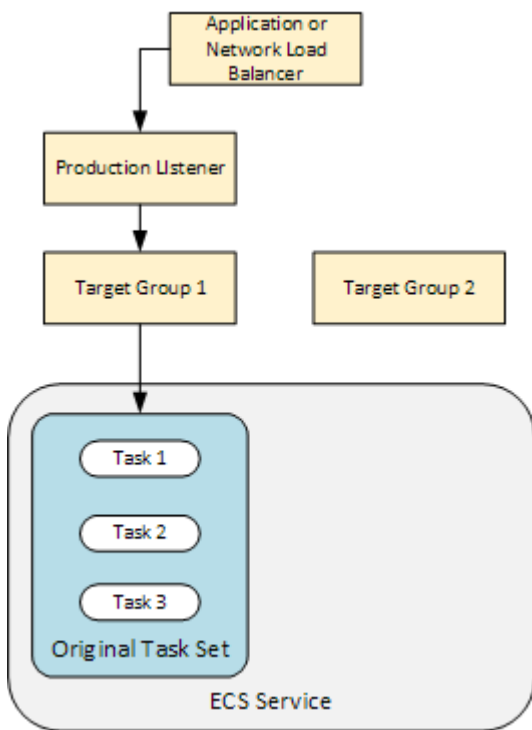 Application or
Network Load
Balancer
Production LIstener
Target Group 1
Target Group 2
Task 1
Task 2
Task 3
Original Task Set
ECS Service